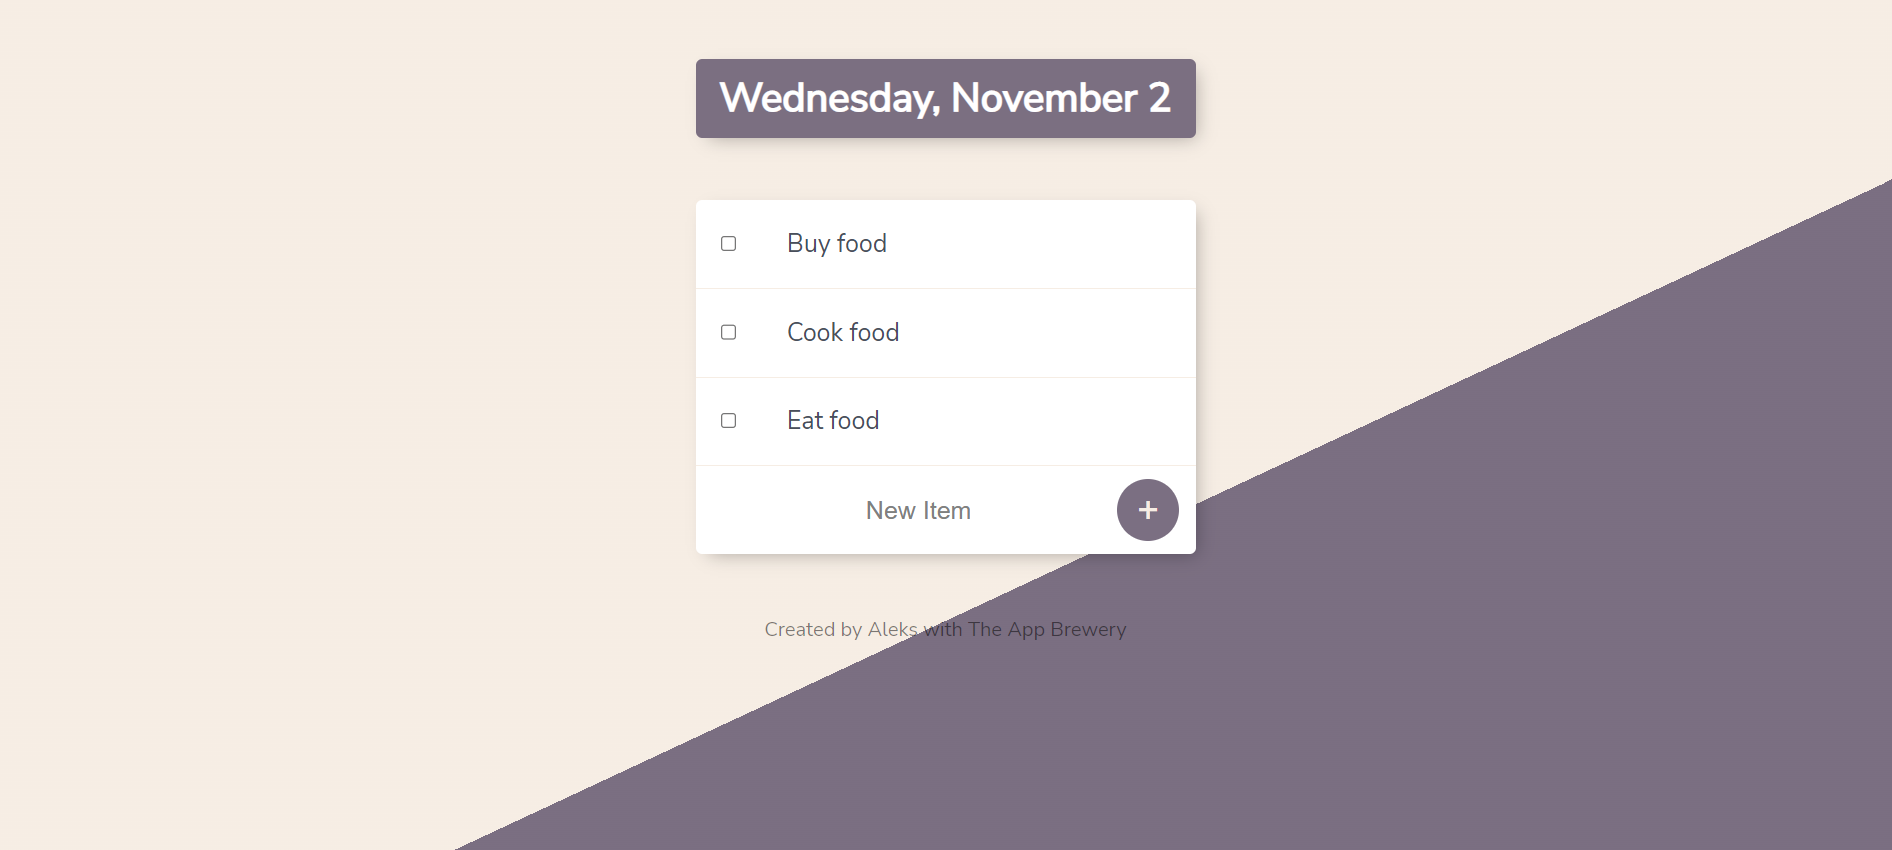 Wednesday, November 2
Buy food
Cook food
Eat food
New Item
+
Created by Aleks with The App Brewery